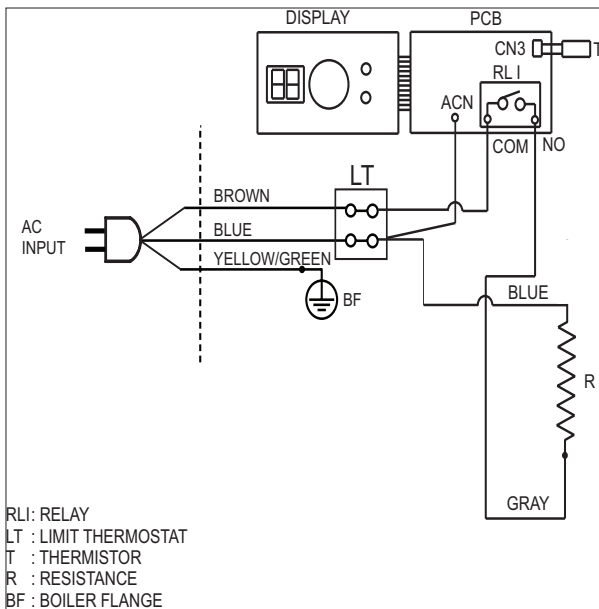 DISPLAY
PCB
CN3
T
RL I
ACN
COM
NO
LT
BROWN
AC
INPUT
BLUE
YELLOW/GREEN
BF
BLUE
R
GRAY
RLI: RELAY
LT : LIMIT THERMOSTAT
T : THERMISTOR
R : RESISTANCE
BF : BOILER FLANGE